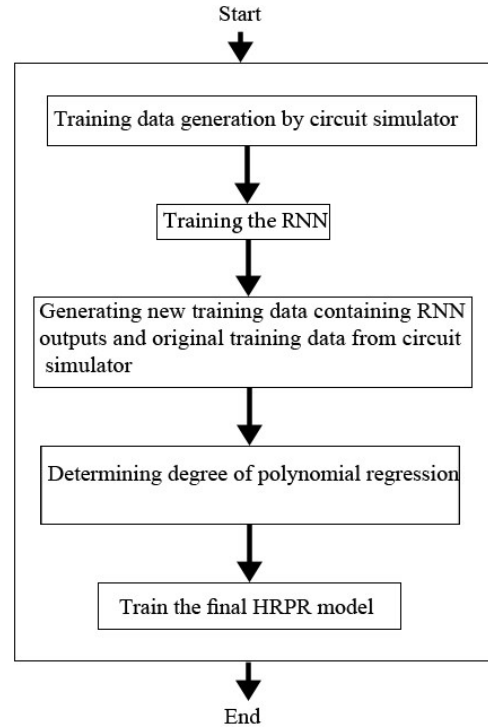 Start
Training data generation by circuit simulator
Training the RNN
Generating new training data containing RNN
outputs and original training data from circuit
simulator
Determining degree of polynomial regression
Train the final HRPR model
End